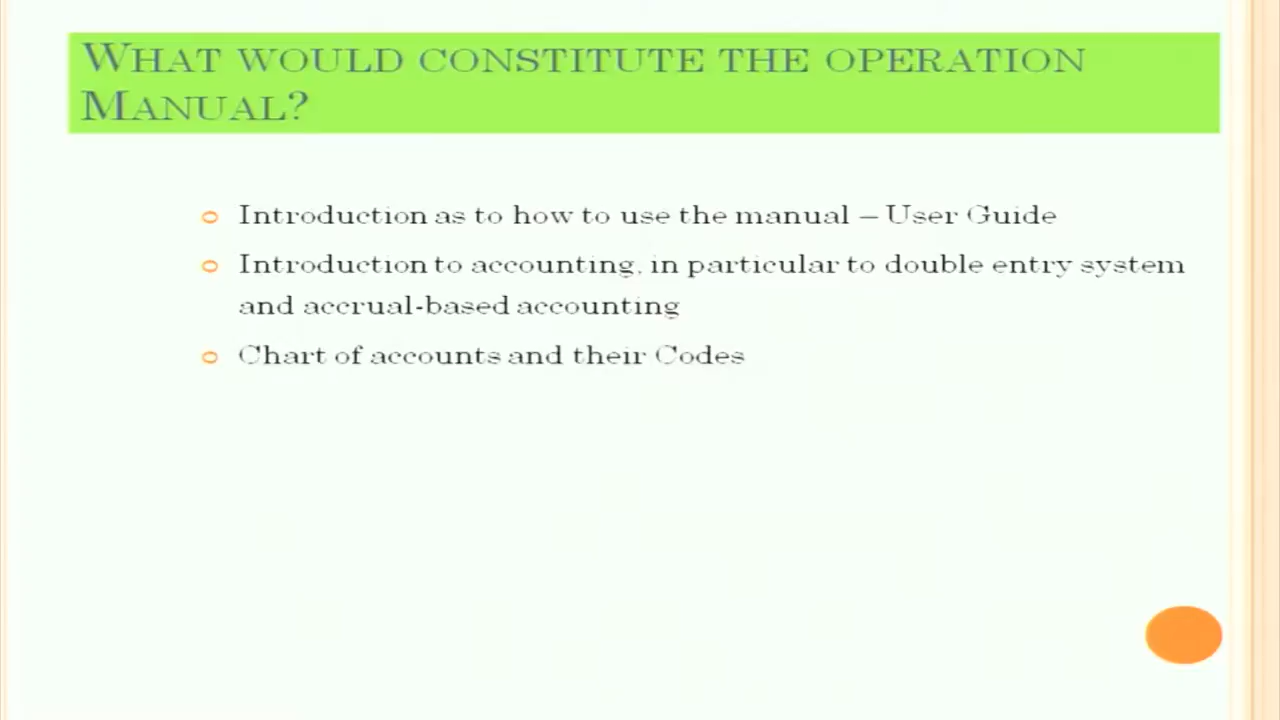 WHAT WOULD CONSTITUTE THE OPERATION
MANUAL?
Introduction as to how to use the manual – User Guide
Introduction to accounting, in particular to double entry system
and accrual-based accounting
Chart of accounts and their Codes